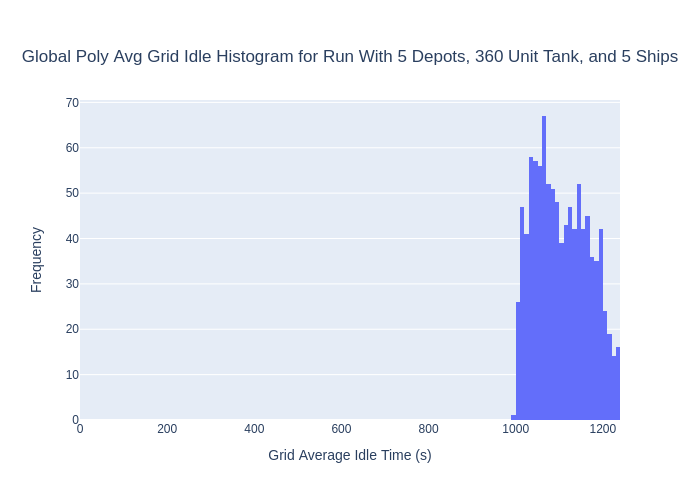 Global Poly Avg Grid Idle Histogram for Run With 5 Depots, 360 Unit Tank, and 5 Ships
70
60
50
40
30
20
10
0
Frequency
0 200 400 600 800 1000 1200
Grid Average Idle Time (s)